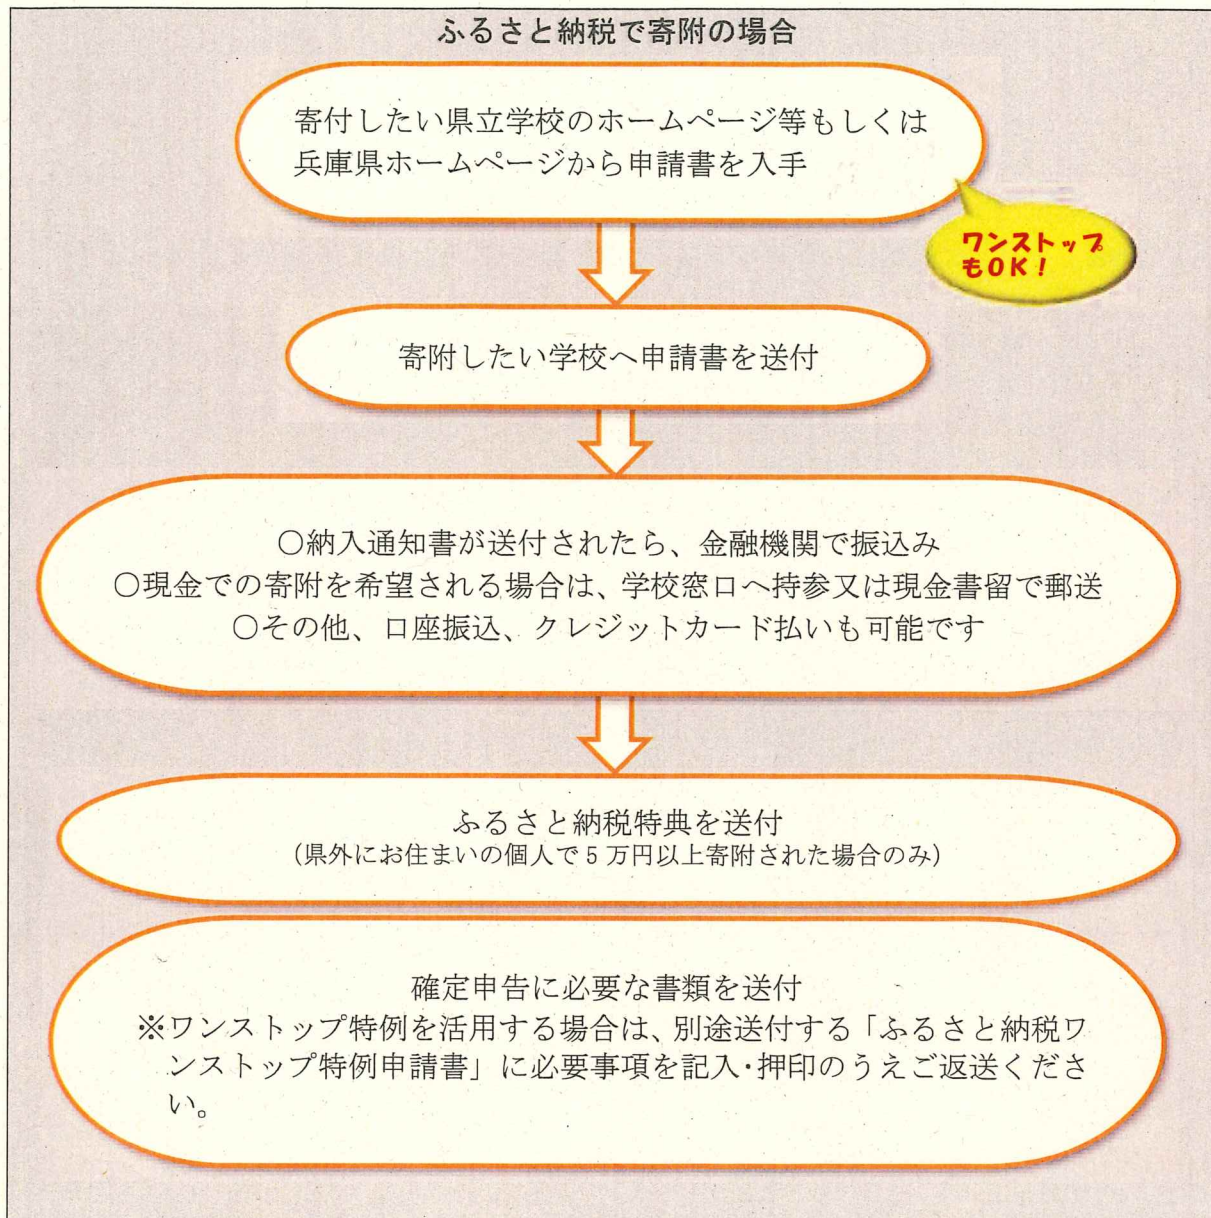 ふるさと納税で寄附の場合
寄付したい県立学校のホームページ等もしくは
兵庫県ホームページから申請書を入手
ワンストップ
もOK！
寄附したい学校へ申請書を送付
○納入通知書が送付されたら、金融機関で振込み
○現金での寄附を希望される場合は、学校窓口へ持参又は現金書留で郵送
○その他、口座振込、クレジットカード払いも可能です
ふるさと納税特典を送付
（県外にお住まいの個人で５万円以上寄附された場合のみ）
確定申告に必要な書類を送付
※ワンストップ特例を活用する場合は、別途送付する「ふるさと納税ワ
ンストップ特例申請書」に必要事項を記入・押印のうえご返送くださ
い。